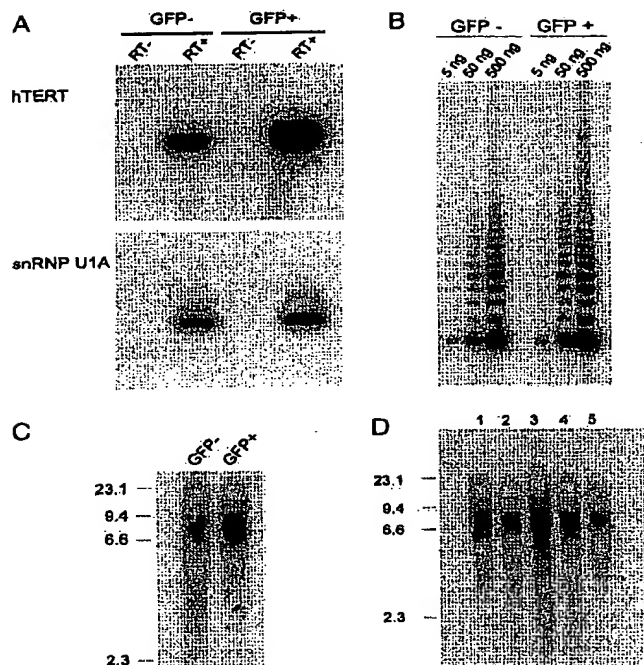 A
GFP-
GFP+
RT-
RT+
RT-
RT+
hTERT
snRNP U1A
B
GFP -
GFP +
5 ng
50 ng
500 ng
5 ng
50 ng
500 ng
C
GFP-
GFP+
23.1
9.4
6.6
2.3
D
1 2 3 4 5
23.1
9.4
6.6
2.3